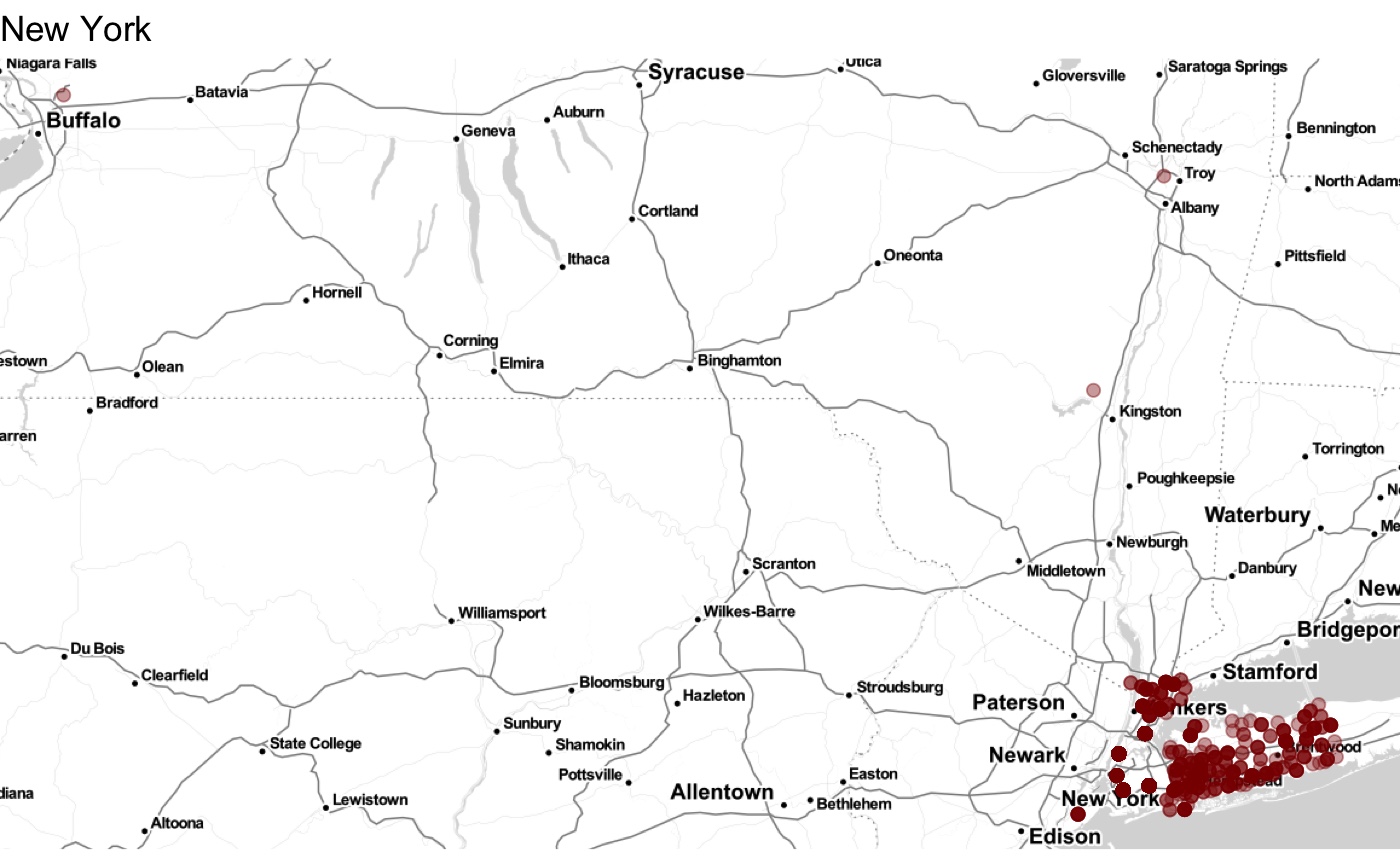 New York
Niagara Falls
Syracuse
Utica
Gloversville
Saratoga Springs
Batavia
Buffalo
Auburn
Geneva
Bennington
Schenectady
Troy
North Adams
Cortland
Albany
Ithaca
Oneonta
Pittsfield
Hornell
Corning
Elmira
Binghamton
estown
Olean
Bradford
Kingston
arren
Torrington
Poughkeepsie
N
Waterbury
Me
Newburgh
Middletown
Danbury
Scranton
New
Williamsport
Wilkes-Barre
Bridgepor
Du Bois
Clearfield
Stamford
Bloomsburg
Hazleton
Stroudsburg
Paterson
nkers
Sunbury
State College
Shamokin
Newark
Brentwood
Pottsville
Easton
diana
Allentown
Bethlehem
New York
Lewistown
Altoona
Edison